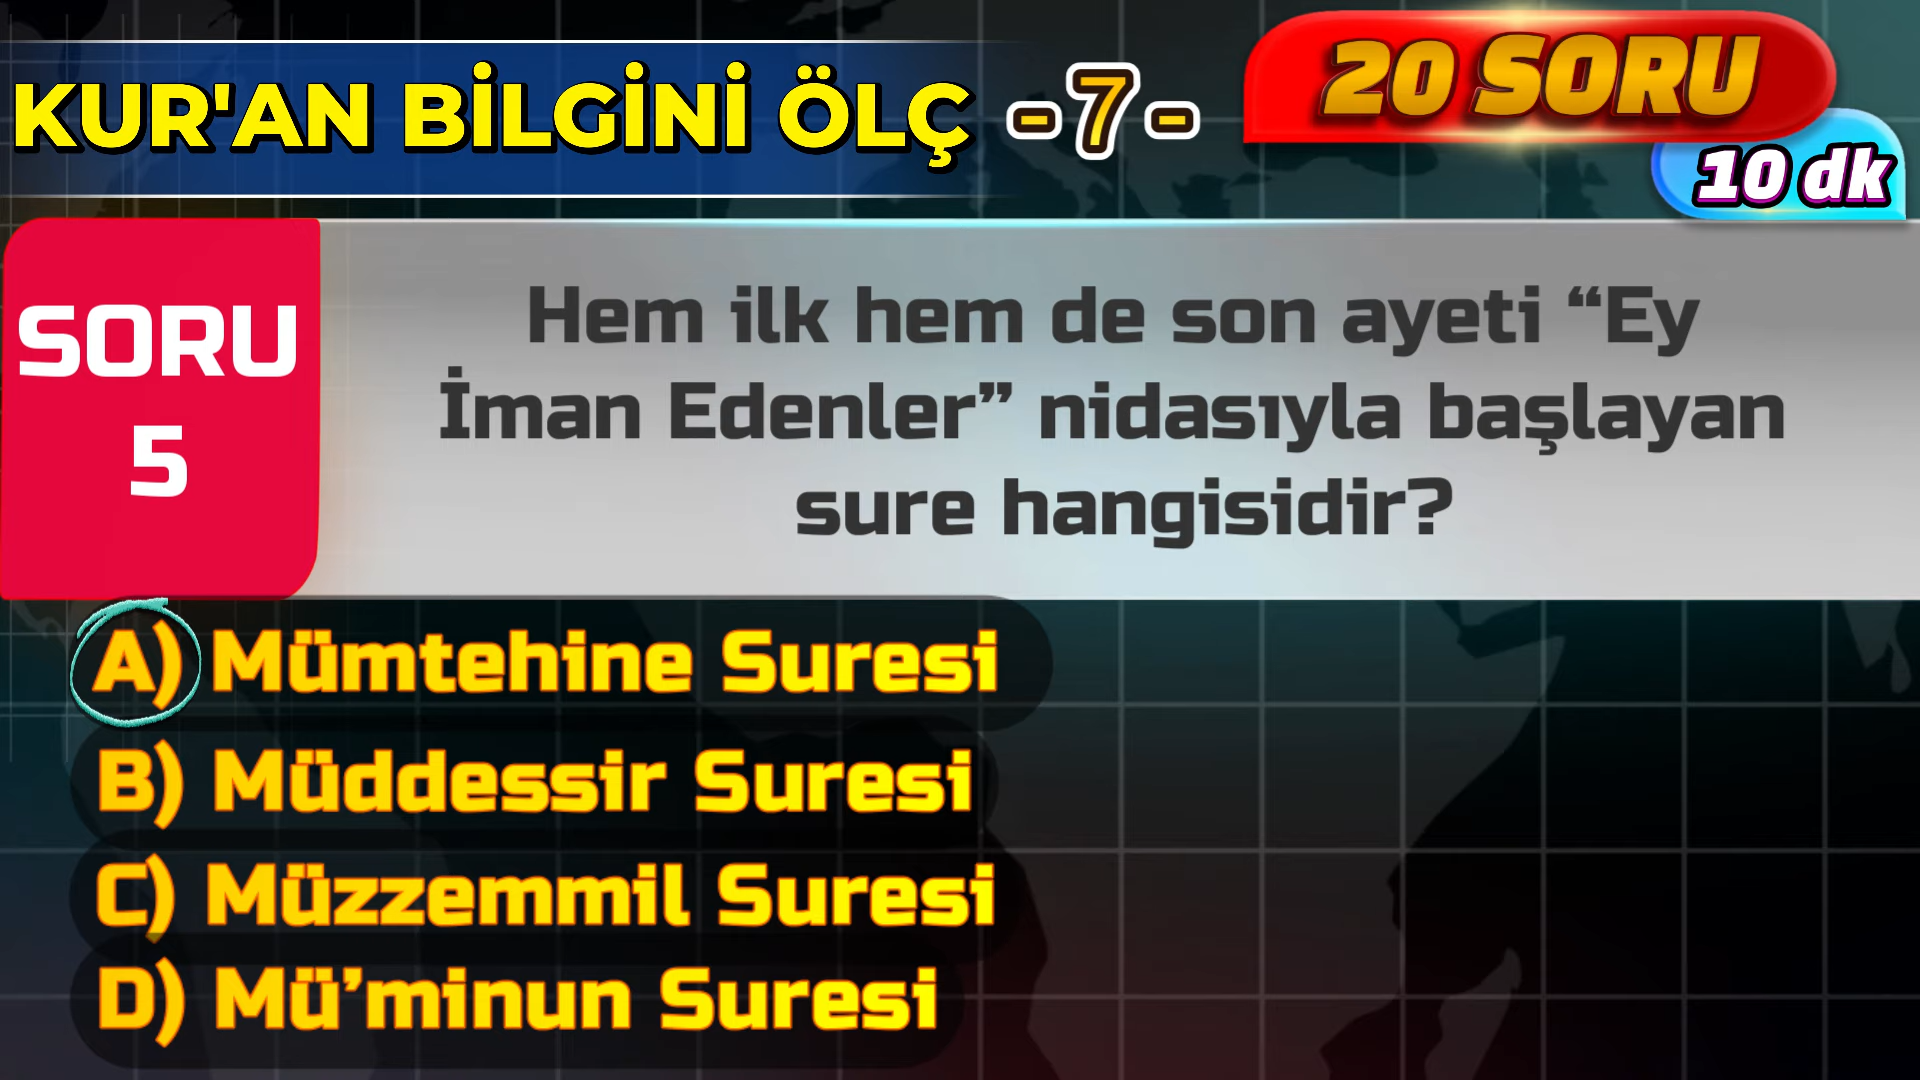 KUR'AN BİLGİNİ ÖLÇ -7-
20 SORU
10 dk
SORU
5
Hem ilk hem de son ayeti “Ey
İman Edenler” nidasıyla başlayan
sure hangisidir?
A) Mümtehine Suresi
B) Müddessir Suresi
C) Müzzemmil Suresi
D) Mü’minun Suresi